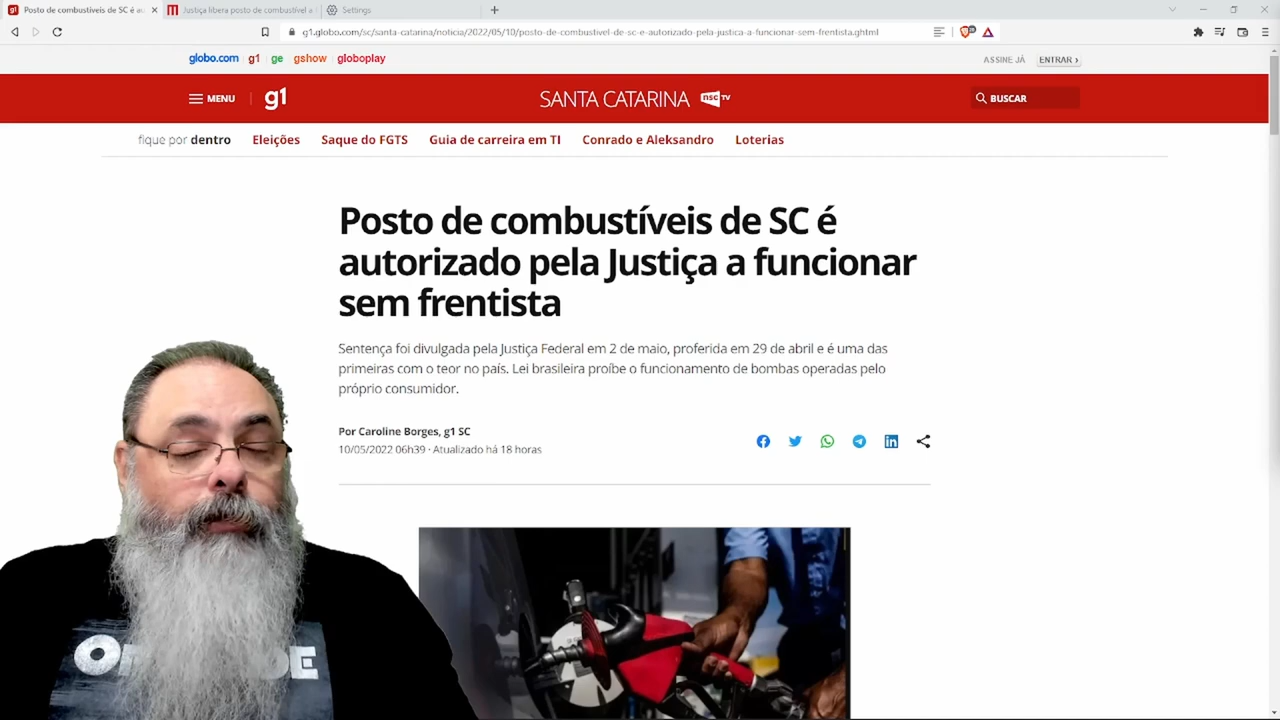 Posto de combustíveis de SC é au
Justiça libera posto de combustível a
Settings
g1.globo.com/sc/santa-catarina/noticia/2022/05/10/posto-de-combustivel-de-sc-e-autorizado-pela-justica-a-funcionar-sem-frentista.ghtml
globo.com g1 ge gshow globoplay
ASSINE JÁ ENTRAR ›
MENU g1 SANTA CATARINA nsc TV BUSCAR
fique por dentro Eleições Saque do FGTS Guia de carreira em TI Conrado e Aleksandro Loterias
Posto de combustíveis de SC é
autorizado pela Justiça a funcionar
sem frentista
Sentença foi divulgada pela Justiça Federal em 2 de maio, proferida em 29 de abril e é uma das
primeiras com o teor no país. Lei brasileira proíbe o funcionamento de bombas operadas pelo
próprio consumidor.
Por Caroline Borges, g1 SC
10/05/2022 06h39 · Atualizado há 18 horas